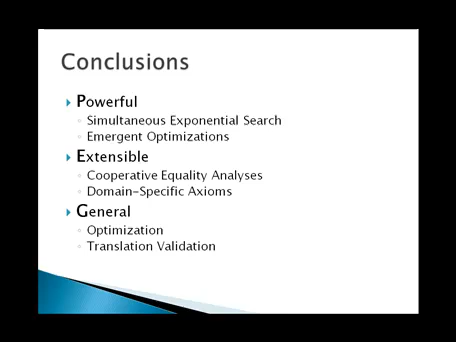 Conclusions
Powerful
Simultaneous Exponential Search
Emergent Optimizations
Extensible
Cooperative Equality Analyses
Domain-Specific Axioms
General
Optimization
Translation Validation